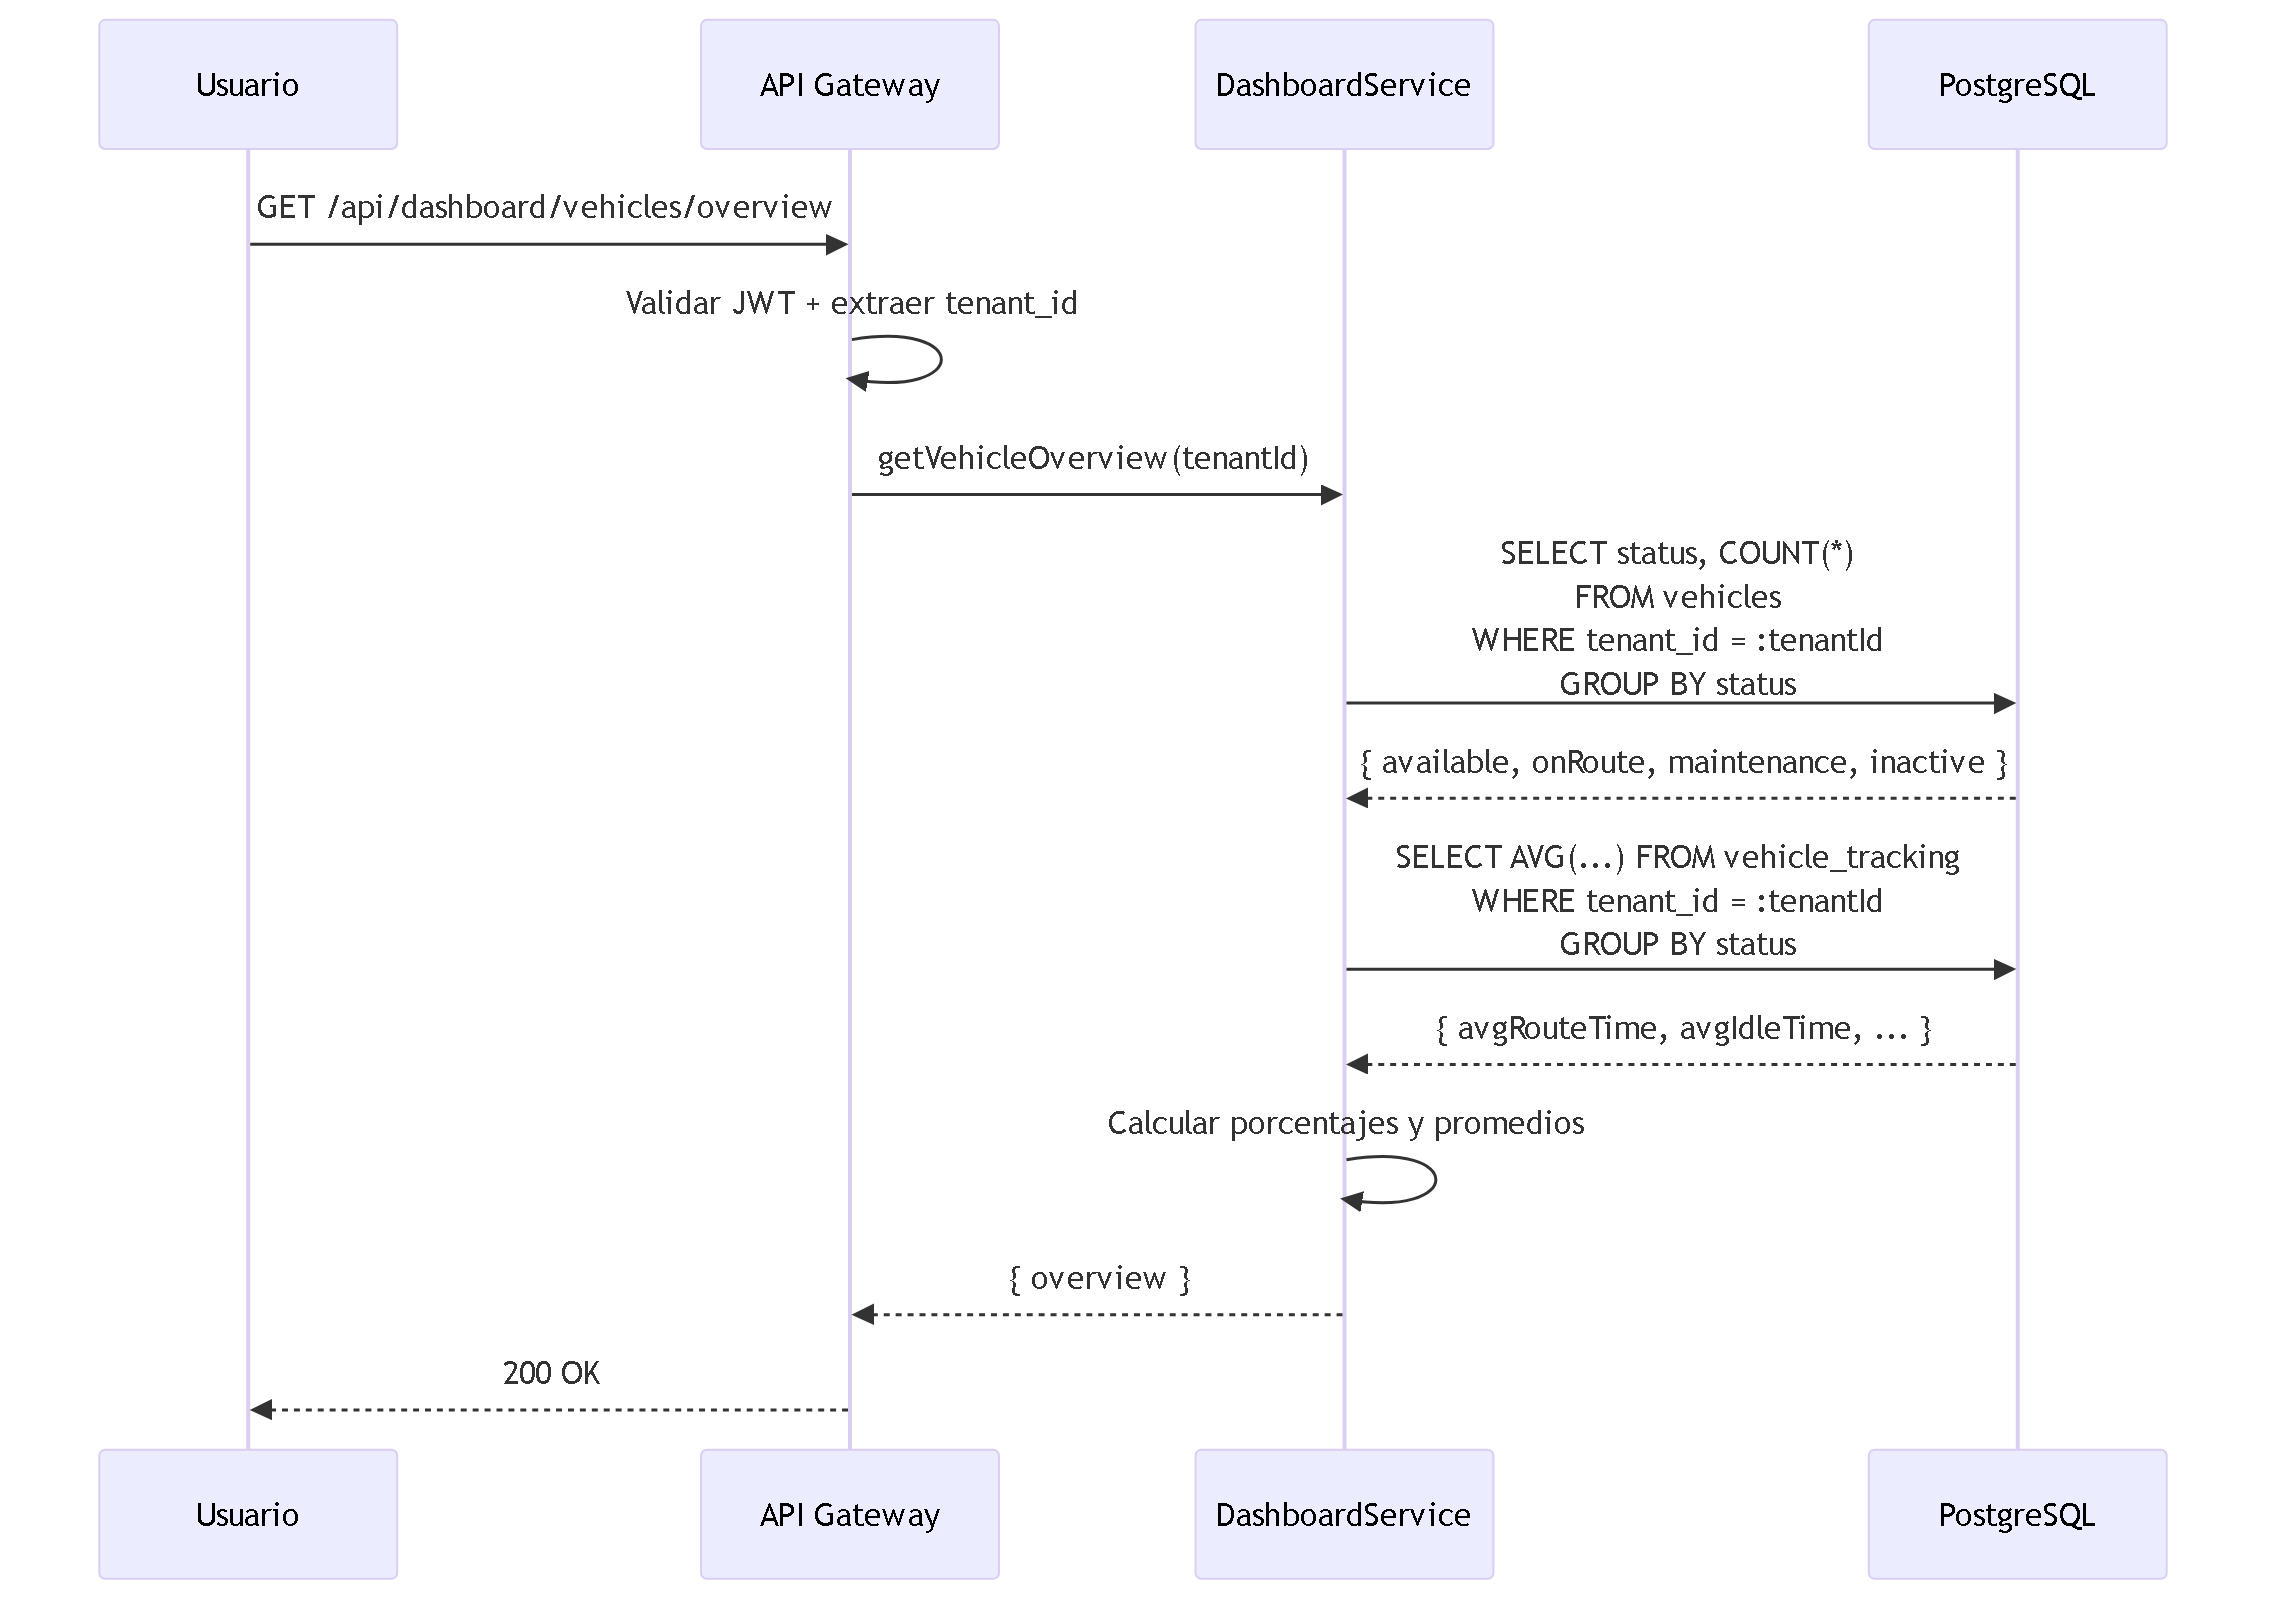 Usuario
API Gateway
DashboardService
PostgreSQL
GET /api/dashboard/vehicles/overview
Validar JWT + extraer tenant_id
getVehicleOverview(tenantId)
SELECT status, COUNT(*)
FROM vehicles
WHERE tenant_id = :tenantId
GROUP BY status
{ available, onRoute, maintenance, inactive }
SELECT AVG(...) FROM vehicle_tracking
WHERE tenant_id = :tenantId
GROUP BY status
{ avgRouteTime, avgIdleTime, ... }
Calcular porcentajes y promedios
{ overview }
200 OK
Usuario
API Gateway
DashboardService
PostgreSQL